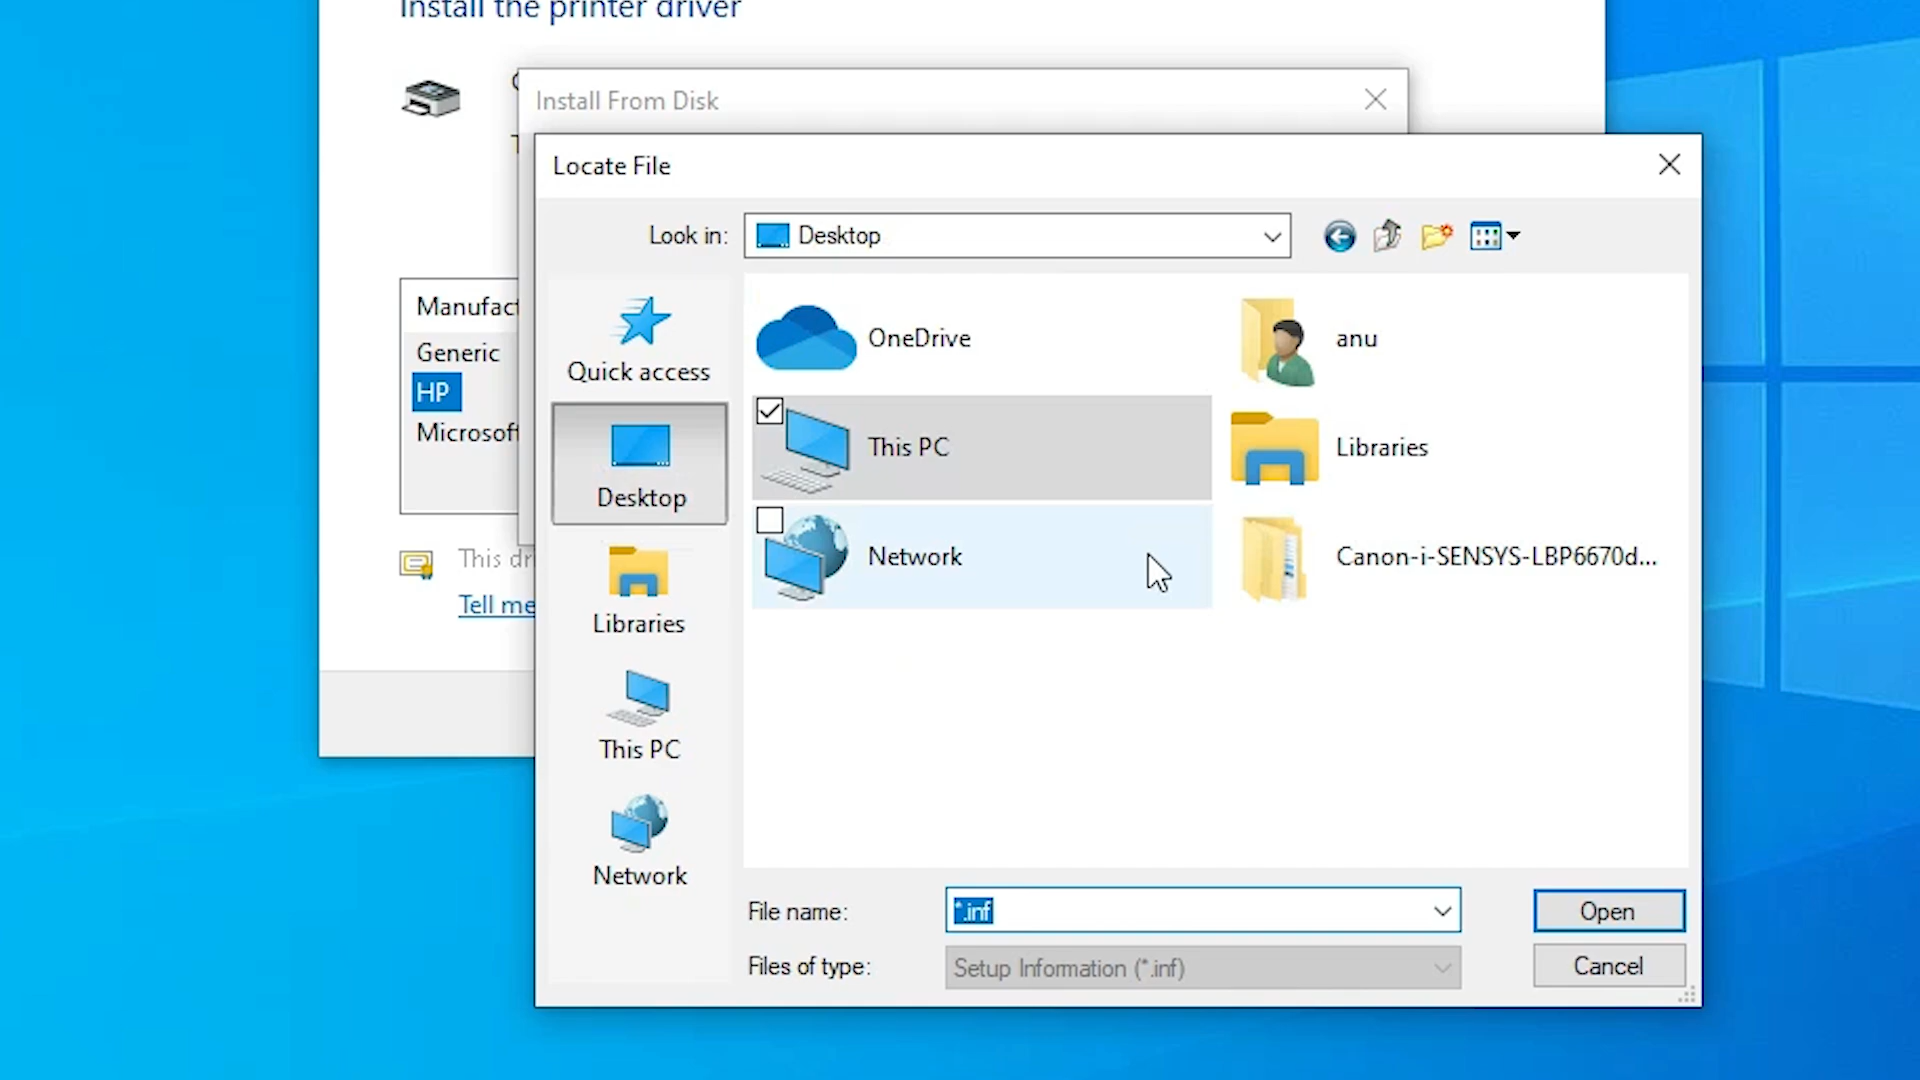 Install the printer driver
Install From Disk
Locate File
Look in:
Desktop
Quick access
Desktop
Libraries
This PC
Network
OneDrive
anu
This PC
Libraries
Network
Canon-i-SENSYS-LBP6670d...
Manufact
Generic
HP
Microsoft
This dri
Tell me
File name:
*.inf
Open
Files of type:
Setup Information (*.inf)
Cancel